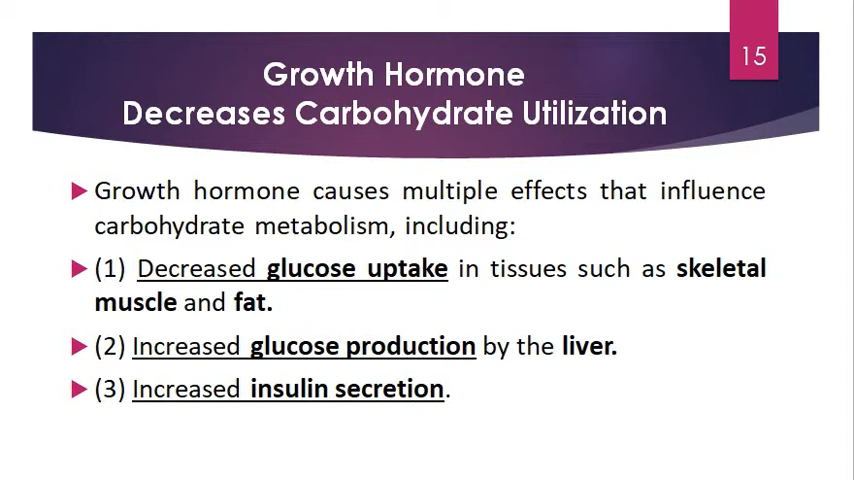 15
Growth Hormone
Decreases Carbohydrate Utilization
Growth hormone causes multiple effects that influence
carbohydrate metabolism, including:
(1) Decreased glucose uptake in tissues such as skeletal
muscle and fat.
(2) Increased glucose production by the liver.
(3) Increased insulin secretion.